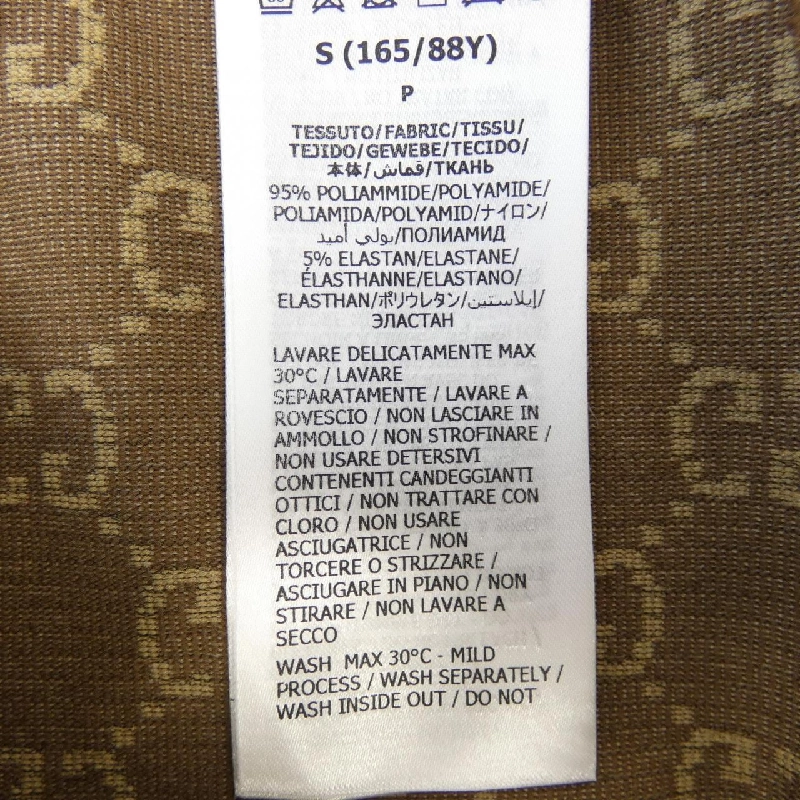 S (165/88Y)
P
TESSUTO/FABRIC/TISSU/
TEJIDO/GEWEBE/TECIDO/
本体/قماش/ТКАНЬ
95% POLIAMMIDE/POLYAMIDE/
POLIAMIDA/POLYAMID/ナイロン/
بولي أميد/ПОЛИАМИД
5% ELASTAN/ELASTANE/
ÉLASTHANNE/ELASTANO/
ELASTHAN/ポリウレタン/إيلاستين/
ЭЛАСТАН
LAVARE DELICATAMENTE MAX
30°C / LAVARE
SEPARATAMENTE / LAVARE A
ROVESCIO / NON LASCIARE IN
AMMOLLO / NON STROFINARE /
NON USARE DETERSIVI
CONTENENTI CANDEGGIANTI
OTTICI / NON TRATTARE CON
CLORO / NON USARE
ASCIUGATRICE / NON
TORCERE O STRIZZARE /
ASCIUGARE IN PIANO / NON
STIRARE / NON LAVARE A
SECCO
WASH MAX 30°C - MILD
PROCESS / WASH SEPARATELY /
WASH INSIDE OUT / DO NOT